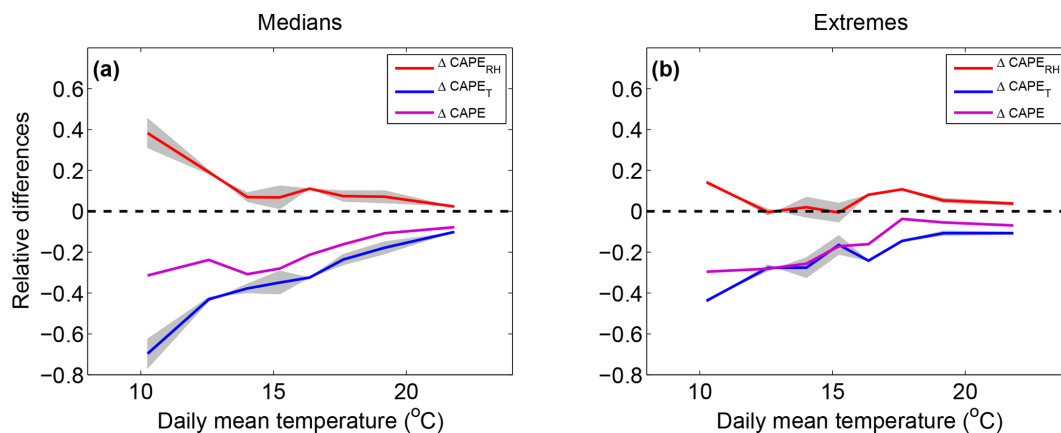 Medians
Extremes
(a)
Δ CAPE_RH
Δ CAPE_T
Δ CAPE
(b)
Δ CAPE_RH
Δ CAPE_T
Δ CAPE
Relative differences
0.6
0.4
0.2
0
−0.2
−0.4
−0.6
−0.8
10
15
20
Daily mean temperature (°C)
0.6
0.4
0.2
0
−0.2
−0.4
−0.6
−0.8
10
15
20
Daily mean temperature (°C)